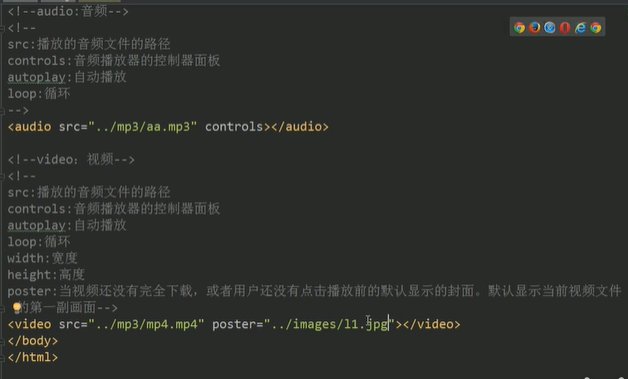 <!--audio:音频-->
<!--
src:播放的音频文件的路径
controls:音频播放器的控制器面板
autoplay:自动播放
loop:循环
-->
<audio src="../mp3/aa.mp3" controls></audio>
<!--video：视频-->
<!--
src:播放的音频文件的路径
controls:音频播放器的控制器面板
autoplay:自动播放
loop:循环
width:宽度
height:高度
poster:当视频还没有完全下载，或者用户还没有点击播放前的默认显示的封面。默认显示当前视频文件
的第一副画面-->
<video src="../mp3/mp4.mp4" poster="../images/l1.jpg"></video>
</body>
</html>